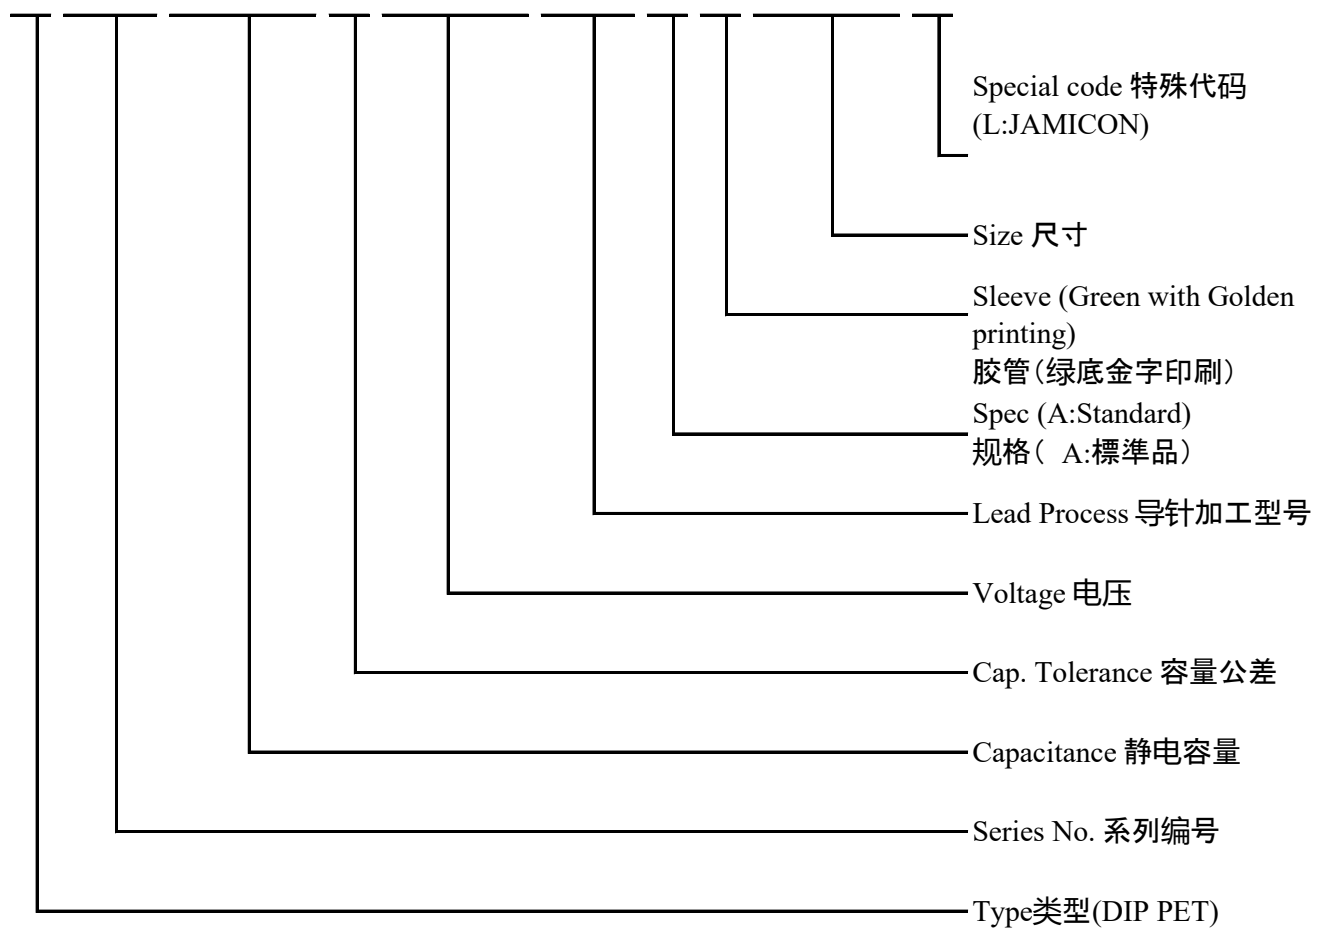 Special code 特殊代码
(L:JAMICON)
Size 尺寸
Sleeve (Green with Golden
printing)
胶管(绿底金字印刷)
Spec (A:Standard)
规格( A:標準品)
Lead Process 导针加工型号
Voltage 电压
Cap. Tolerance 容量公差
Capacitance 静电容量
Series No. 系列编号
Type类型(DIP PET)